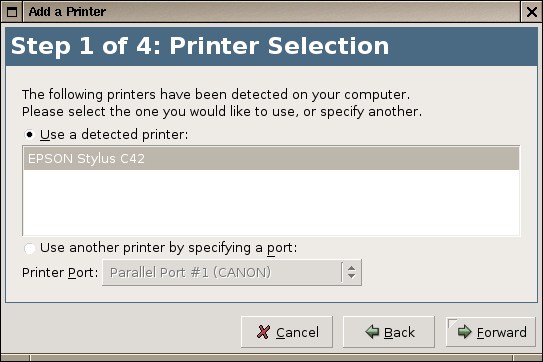 Add a Printer
Step 1 of 4: Printer Selection
The following printers have been detected on your computer.
Please select the one you would like to use, or specify another.
Use a detected printer:
EPSON Stylus C42
Use another printer by specifying a port:
Printer Port: Parallel Port #1 (CANON)
Cancel Back Forward